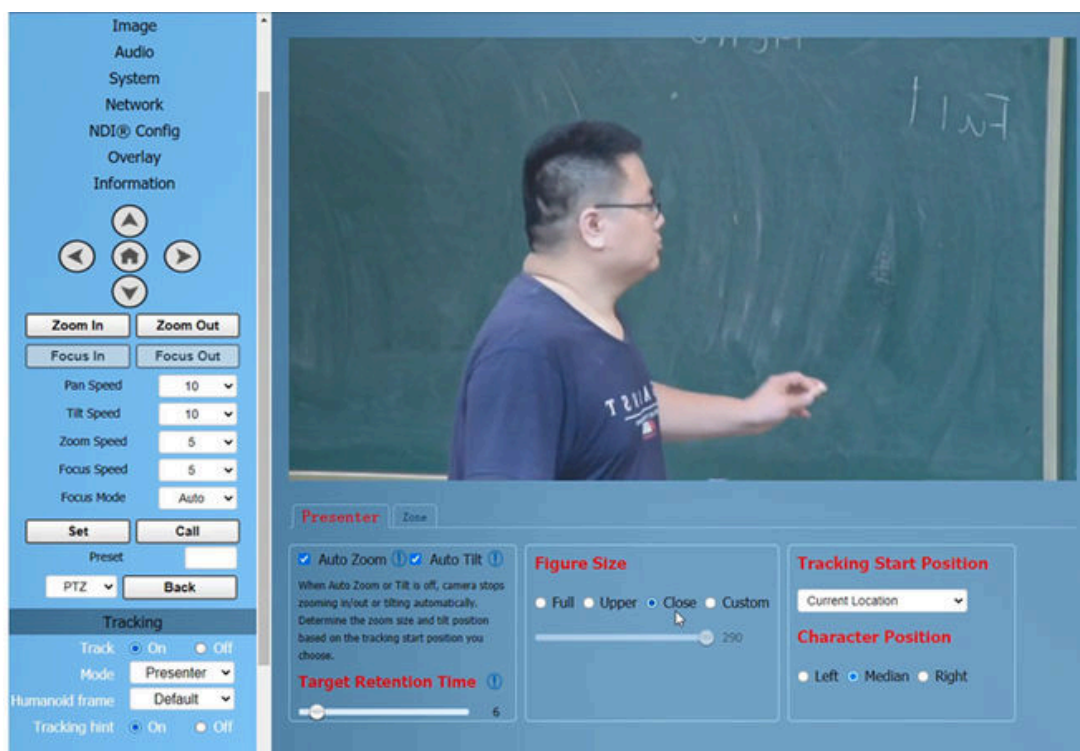 Image
Audio
System
Network
NDI® Config
Overlay
Information
Zoom In Zoom Out
Focus In Focus Out
Pan Speed 10
Tilt Speed 10
Zoom Speed 5
Focus Speed 5
Focus Mode Auto
Set Call
Preset
PTZ Back
Tracking
Track On Off
Mode Presenter
Humanoid frame Default
Tracking hint On Off
Full
Presenter Zone
Auto Zoom Auto Tilt
When Auto Zoom or Tilt is off, camera stops
zooming in/out or tilting automatically.
Determine the zoom size and tilt position
based on the tracking start position you
choose.
Target Retention Time
6
Figure Size
Full Upper Close Custom
290
Tracking Start Position
Current Location
Character Position
Left Median Right